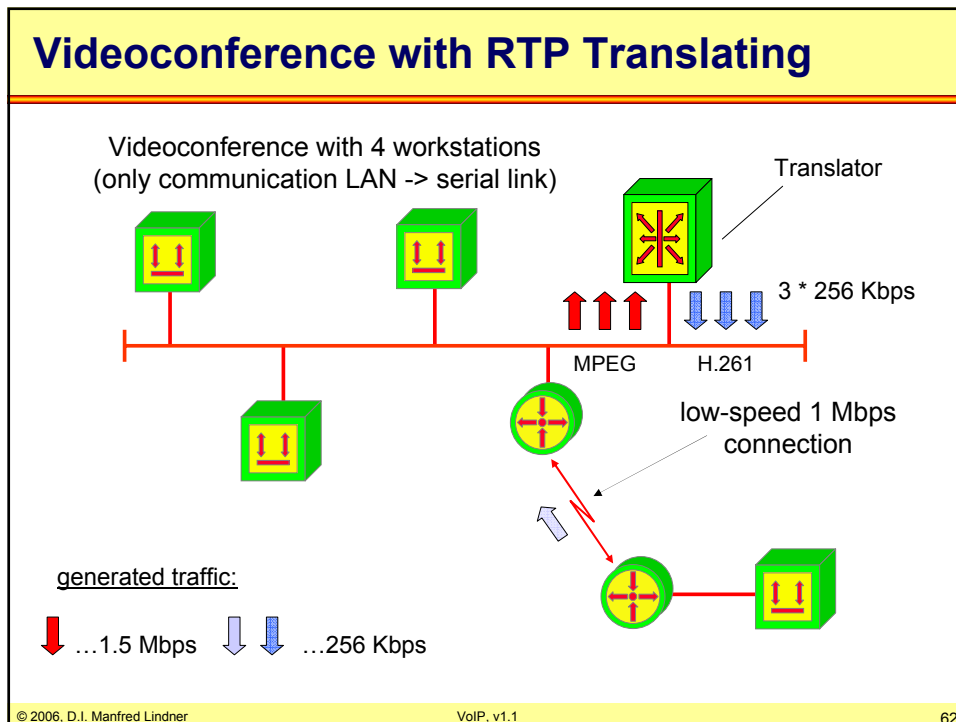 Videoconference with RTP Translating
Videoconference with 4 workstations
(only communication LAN -> serial link)
Translator
3 * 256 Kbps
MPEG
H.261
low-speed 1 Mbps
connection
generated traffic:
…1.5 Mbps
…256 Kbps
© 2006, D.I. Manfred Lindner
VoIP, v1.1
62